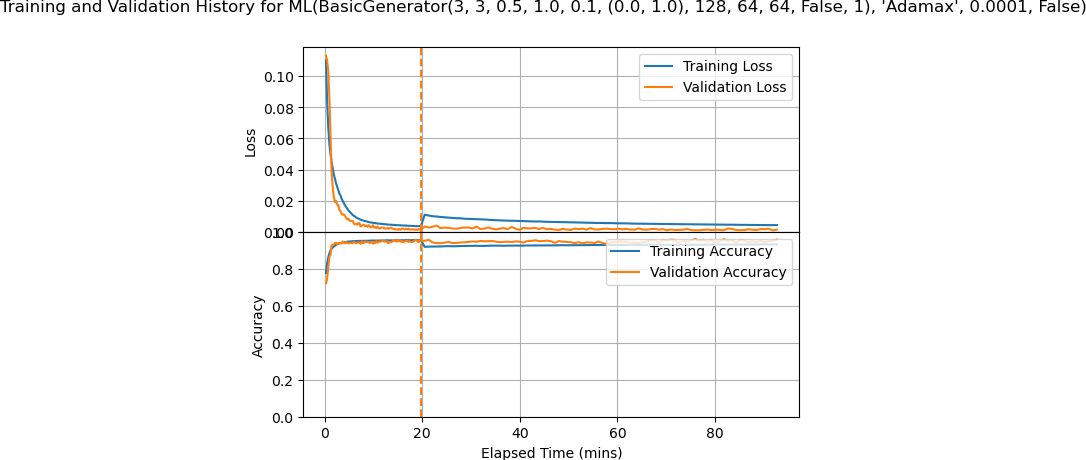 Training and Validation History for ML(BasicGenerator(3, 3, 0.5, 1.0, 0.1, (0.0, 1.0), 128, 64, 64, False, 1), 'Adamax', 0.0001, False)
Loss
0.10
0.08
0.06
0.04
0.02
Training Loss
Validation Loss
1.0
0.8
0.6
0.4
0.2
0.0
Accuracy
Training Accuracy
Validation Accuracy
0 20 40 60 80
Elapsed Time (mins)